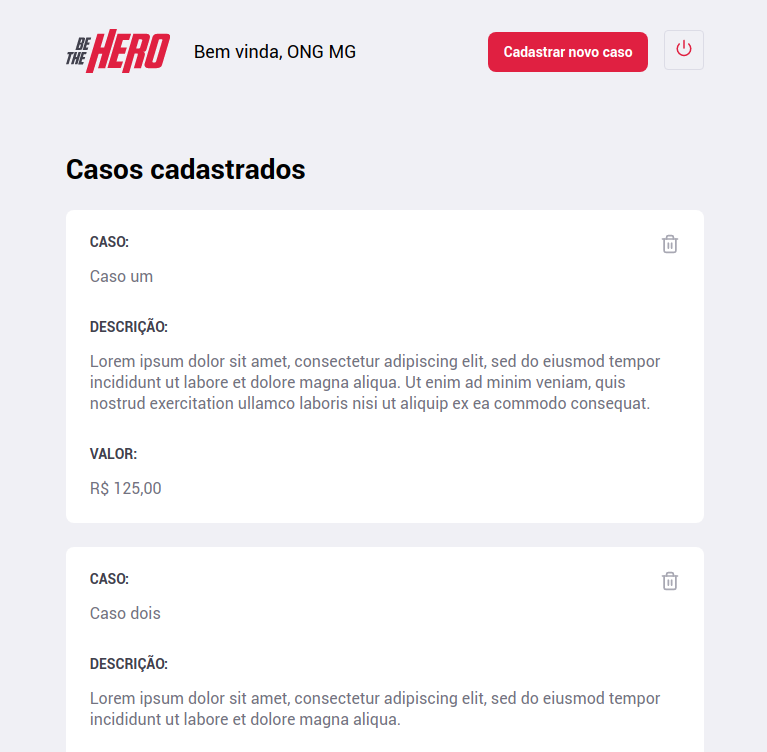 BE THE HERO
Bem vinda, ONG MG
Cadastrar novo caso
Casos cadastrados
CASO:
Caso um
DESCRIÇÃO:
Lorem ipsum dolor sit amet, consectetur adipiscing elit, sed do eiusmod tempor
incididunt ut labore et dolore magna aliqua. Ut enim ad minim veniam, quis
nostrud exercitation ullamco laboris nisi ut aliquip ex ea commodo consequat.
VALOR:
R$ 125,00
CASO:
Caso dois
DESCRIÇÃO:
Lorem ipsum dolor sit amet, consectetur adipiscing elit, sed do eiusmod tempor
incididunt ut labore et dolore magna aliqua.